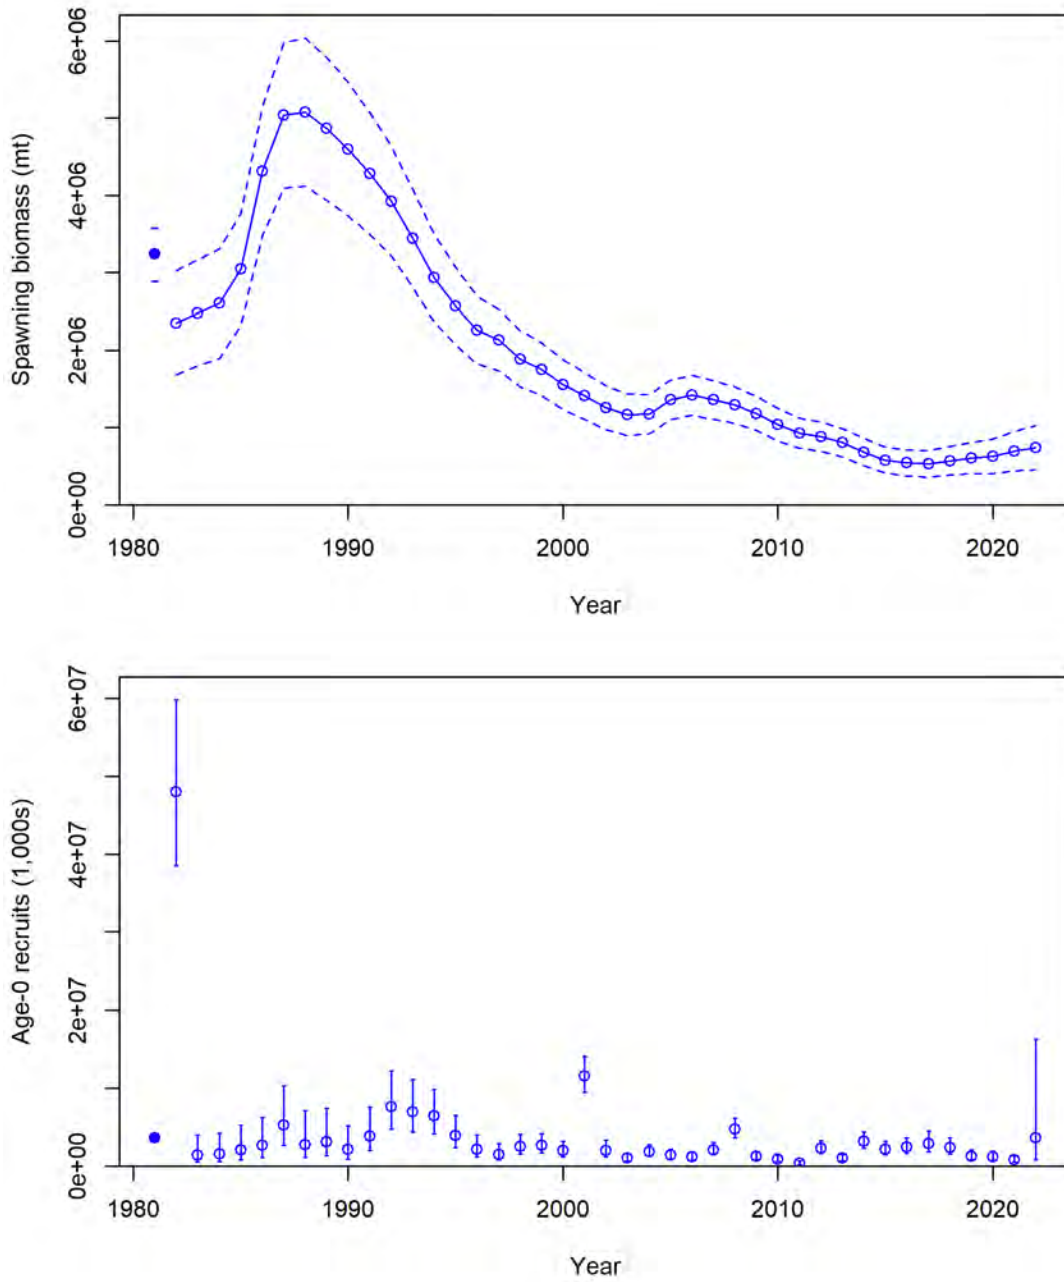 Spawning biomass (mt)
6e+06
4e+06
2e+06
0e+00
1980 1990 2000 2010 2020
Year
Age-0 recruits (1,000s)
6e+07
4e+07
2e+07
0e+00
1980 1990 2000 2010 2020
Year